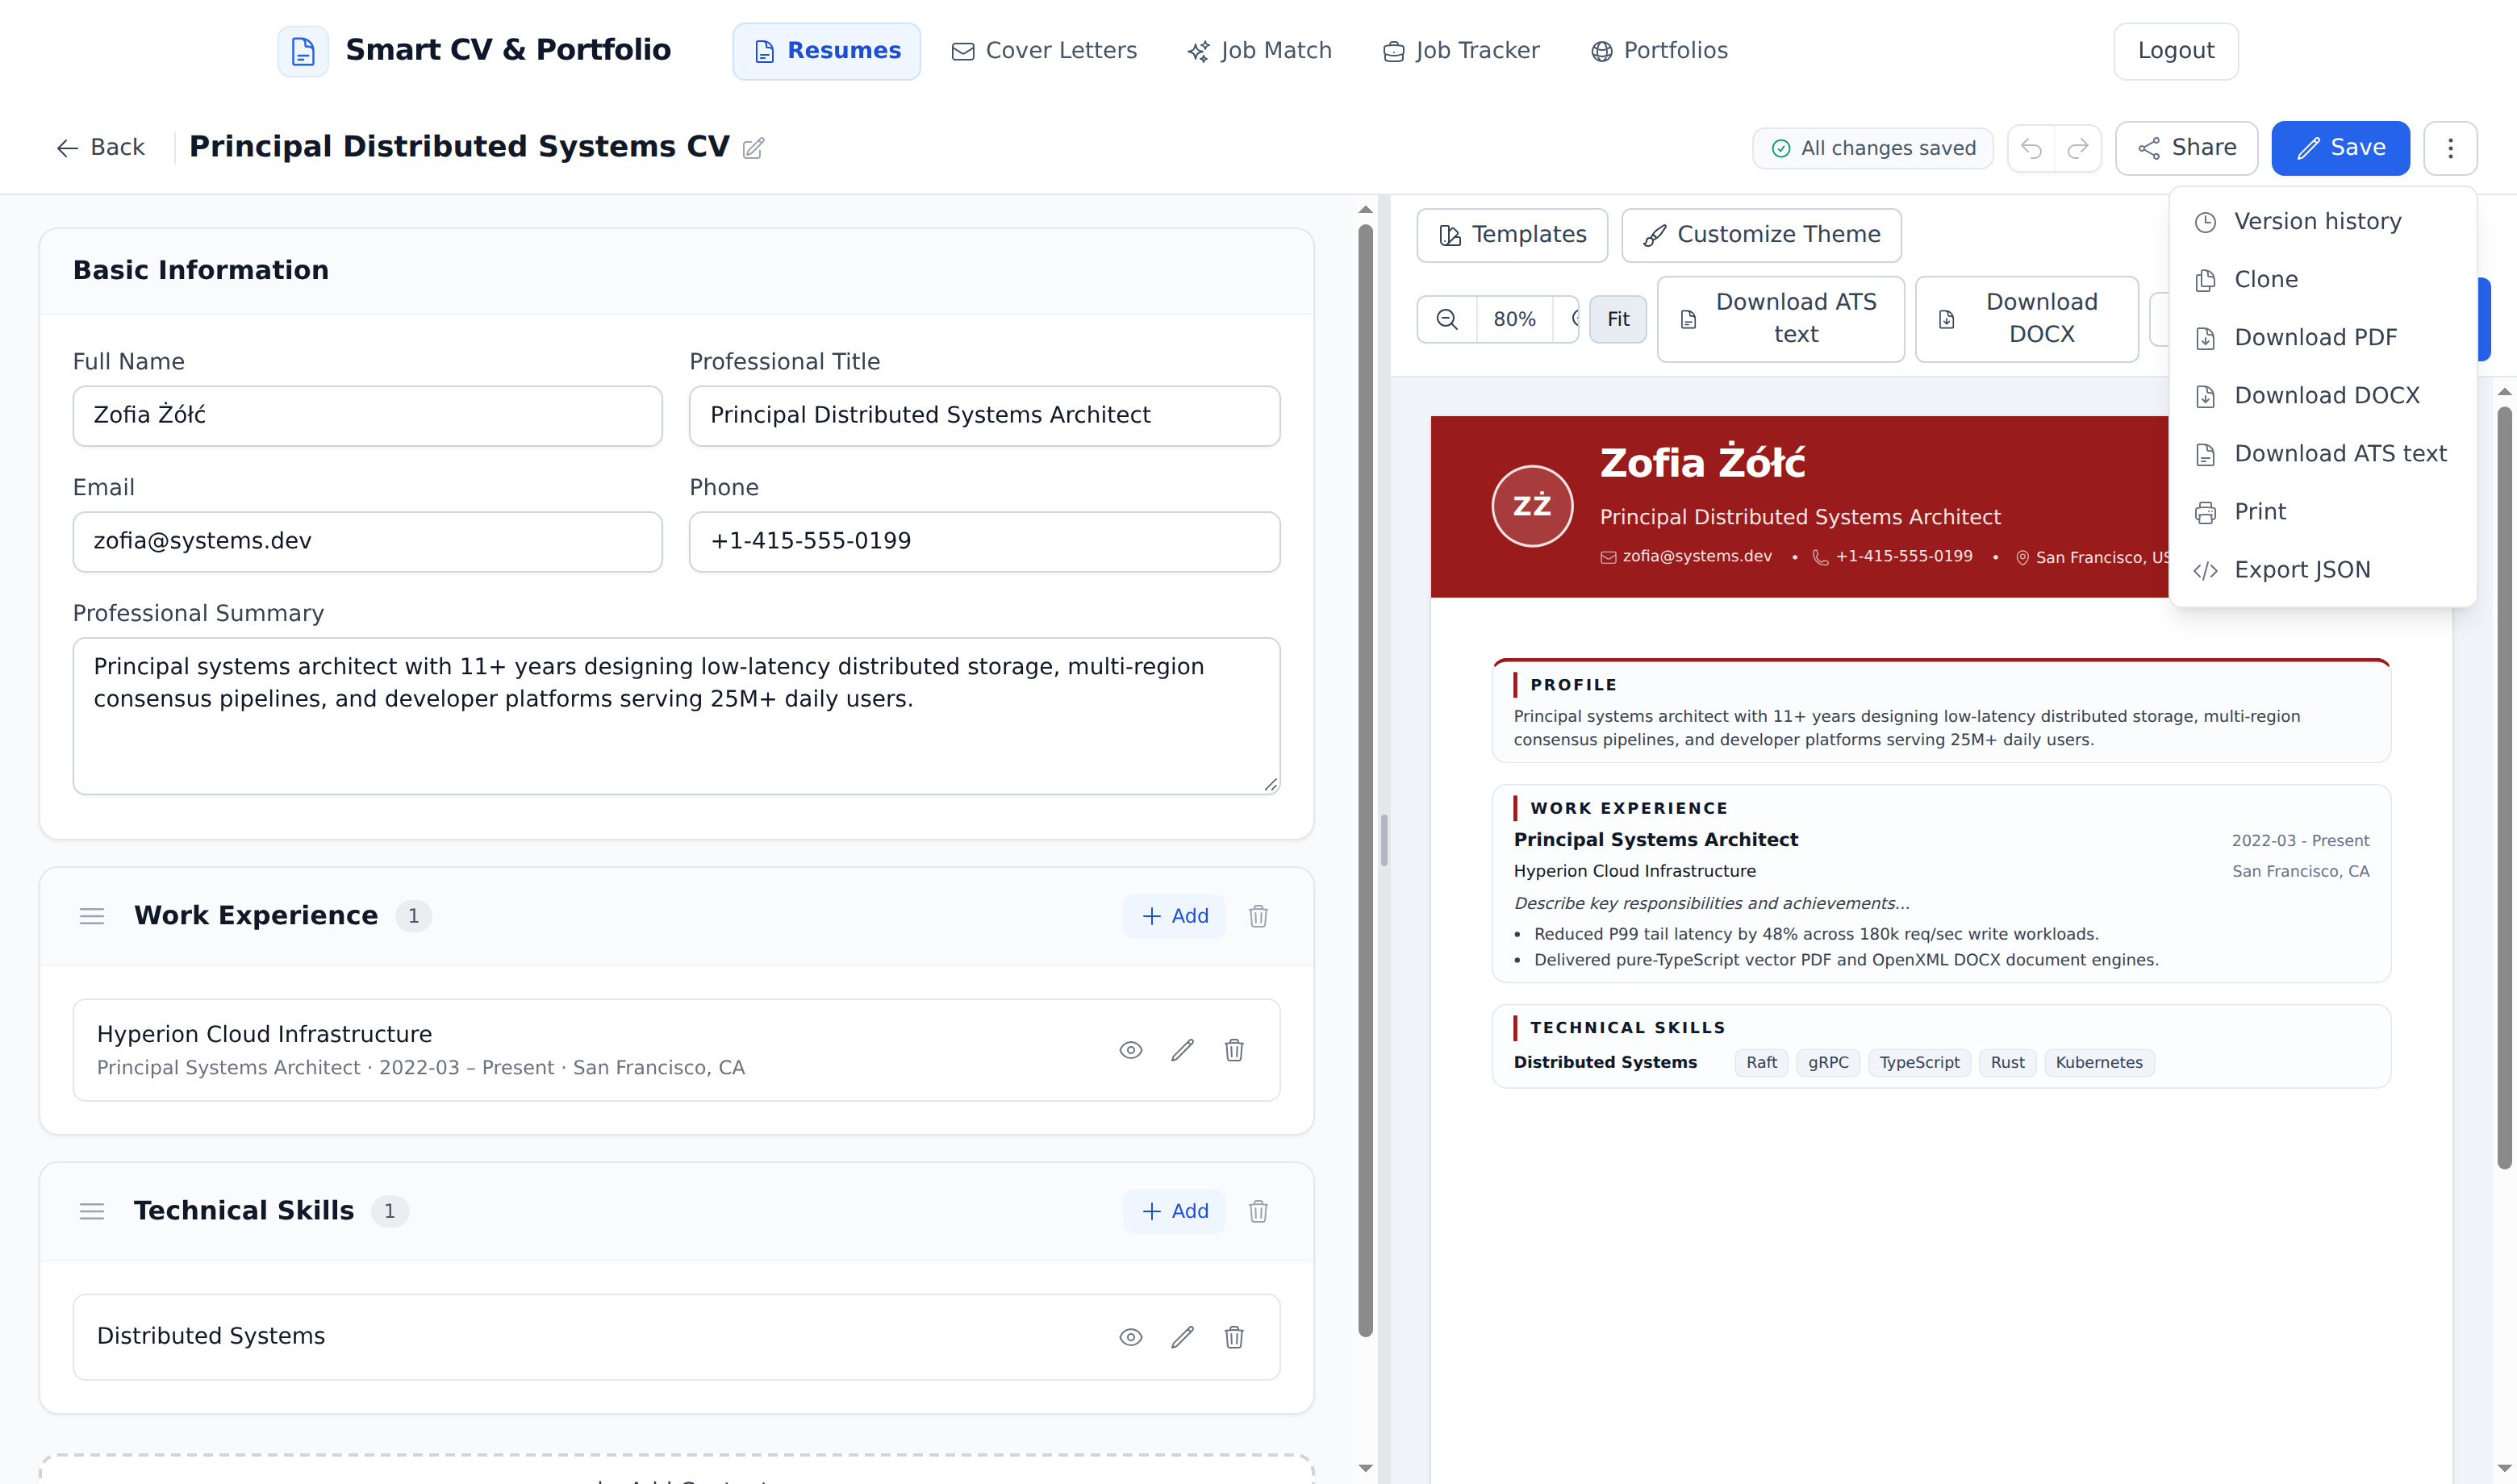 Smart CV & Portfolio
Resumes
Cover Letters
Job Match
Job Tracker
Portfolios
Logout
Back
Principal Distributed Systems CV
All changes saved
Share
Save
Version history
Clone
Download PDF
Download DOCX
Download ATS text
Print
Export JSON
Basic Information
Full Name
Zofia Żółć
Professional Title
Principal Distributed Systems Architect
Email
zofia@systems.dev
Phone
+1-415-555-0199
Professional Summary
Principal systems architect with 11+ years designing low-latency distributed storage, multi-region
consensus pipelines, and developer platforms serving 25M+ daily users.
Work Experience 1
Add
Hyperion Cloud Infrastructure
Principal Systems Architect · 2022-03 – Present · San Francisco, CA
Technical Skills 1
Add
Distributed Systems
Templates
Customize Theme
80%
Fit
Download ATS
text
Download
DOCX
ZŻ
Zofia Żółć
Principal Distributed Systems Architect
zofia@systems.dev • +1-415-555-0199 • San Francisco, US
PROFILE
Principal systems architect with 11+ years designing low-latency distributed storage, multi-region
consensus pipelines, and developer platforms serving 25M+ daily users.
WORK EXPERIENCE
Principal Systems Architect 2022-03 - Present
Hyperion Cloud Infrastructure San Francisco, CA
Describe key responsibilities and achievements...
• Reduced P99 tail latency by 48% across 180k req/sec write workloads.
• Delivered pure-TypeScript vector PDF and OpenXML DOCX document engines.
TECHNICAL SKILLS
Distributed Systems Raft gRPC TypeScript Rust Kubernetes